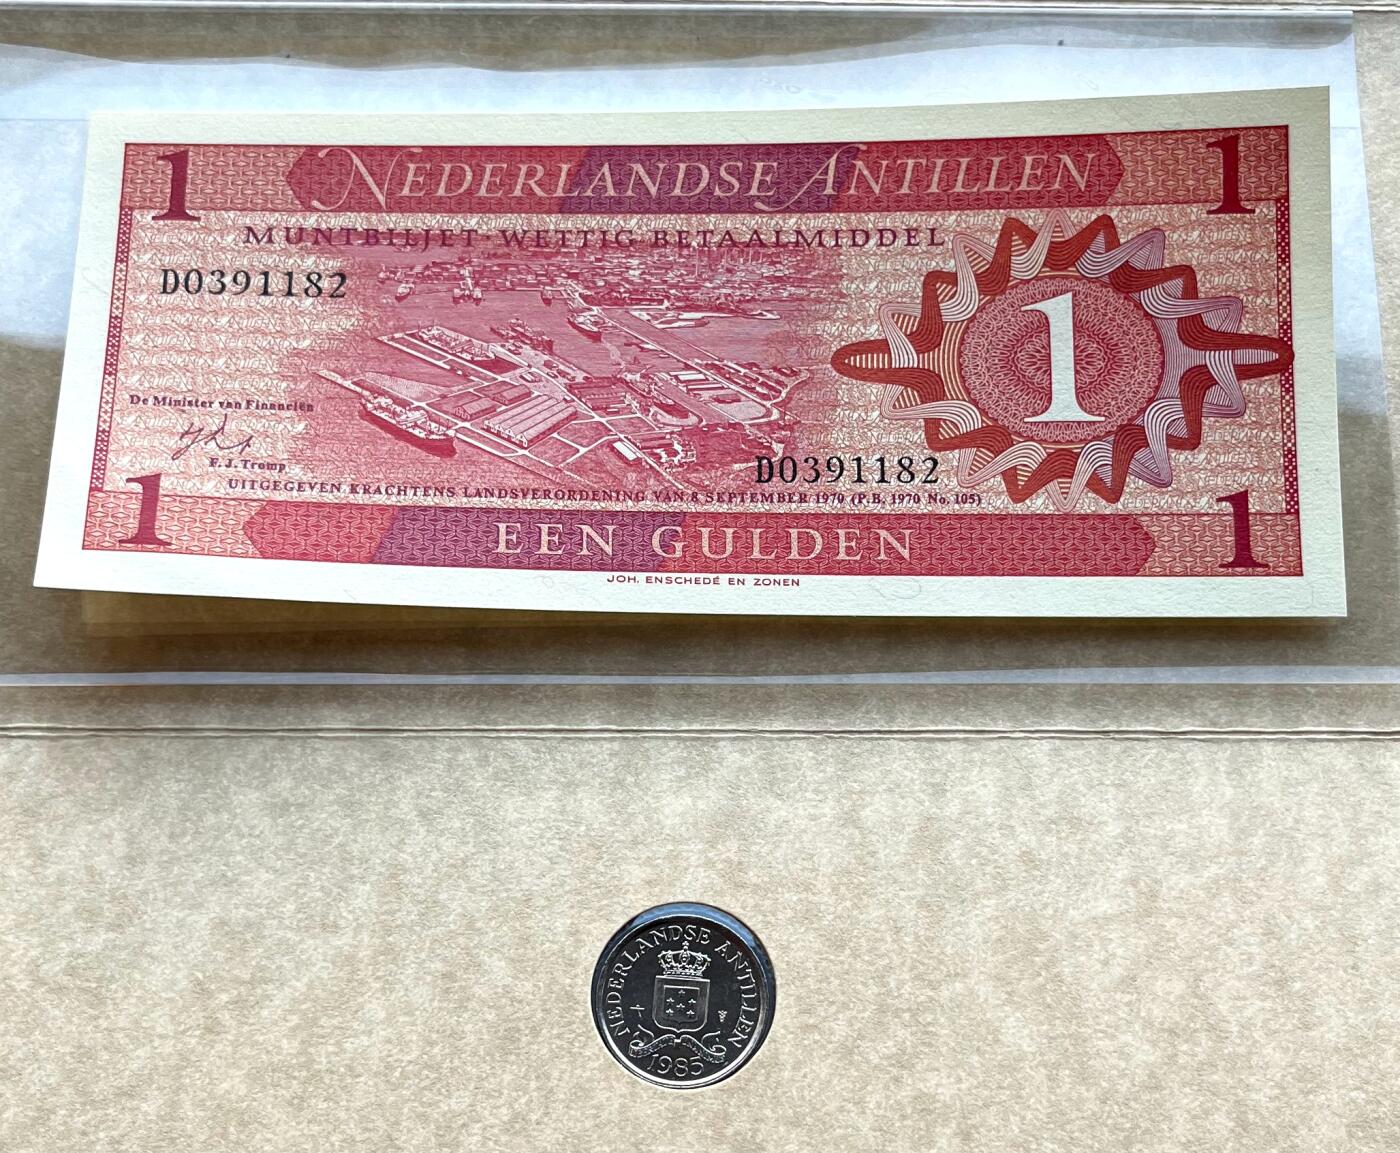 1 NEDERLANDSE ANTILLEN 1
MUNTBILJET·WETTIG BETAALMIDDEL
D0391182
1
De Minister van Financiën
F. J. Tromp
D0391182
UITGEGEVEN KRACHTENS LANDSVERORDENING VAN 8 SEPTEMBER 1970 (P.B. 1970 No. 105)
1 EEN GULDEN 1
JOH. ENSCHEDÉ EN ZONEN
NEDERLANDSE ANTILLEN
1985